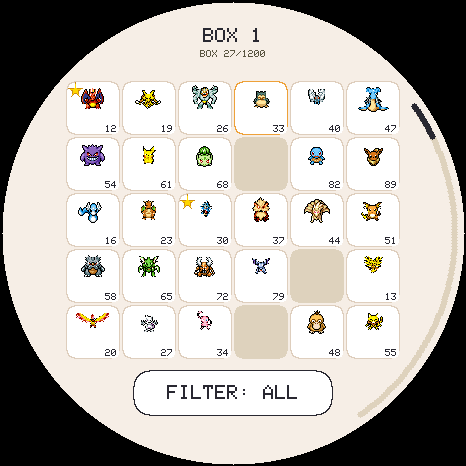 BOX 1
BOX 27/1200
12 19 26 33 40 47
54 61 68 82 89
16 23 30 37 44 51
58 65 72 79 13
20 27 34 48 55
FILTER: ALL